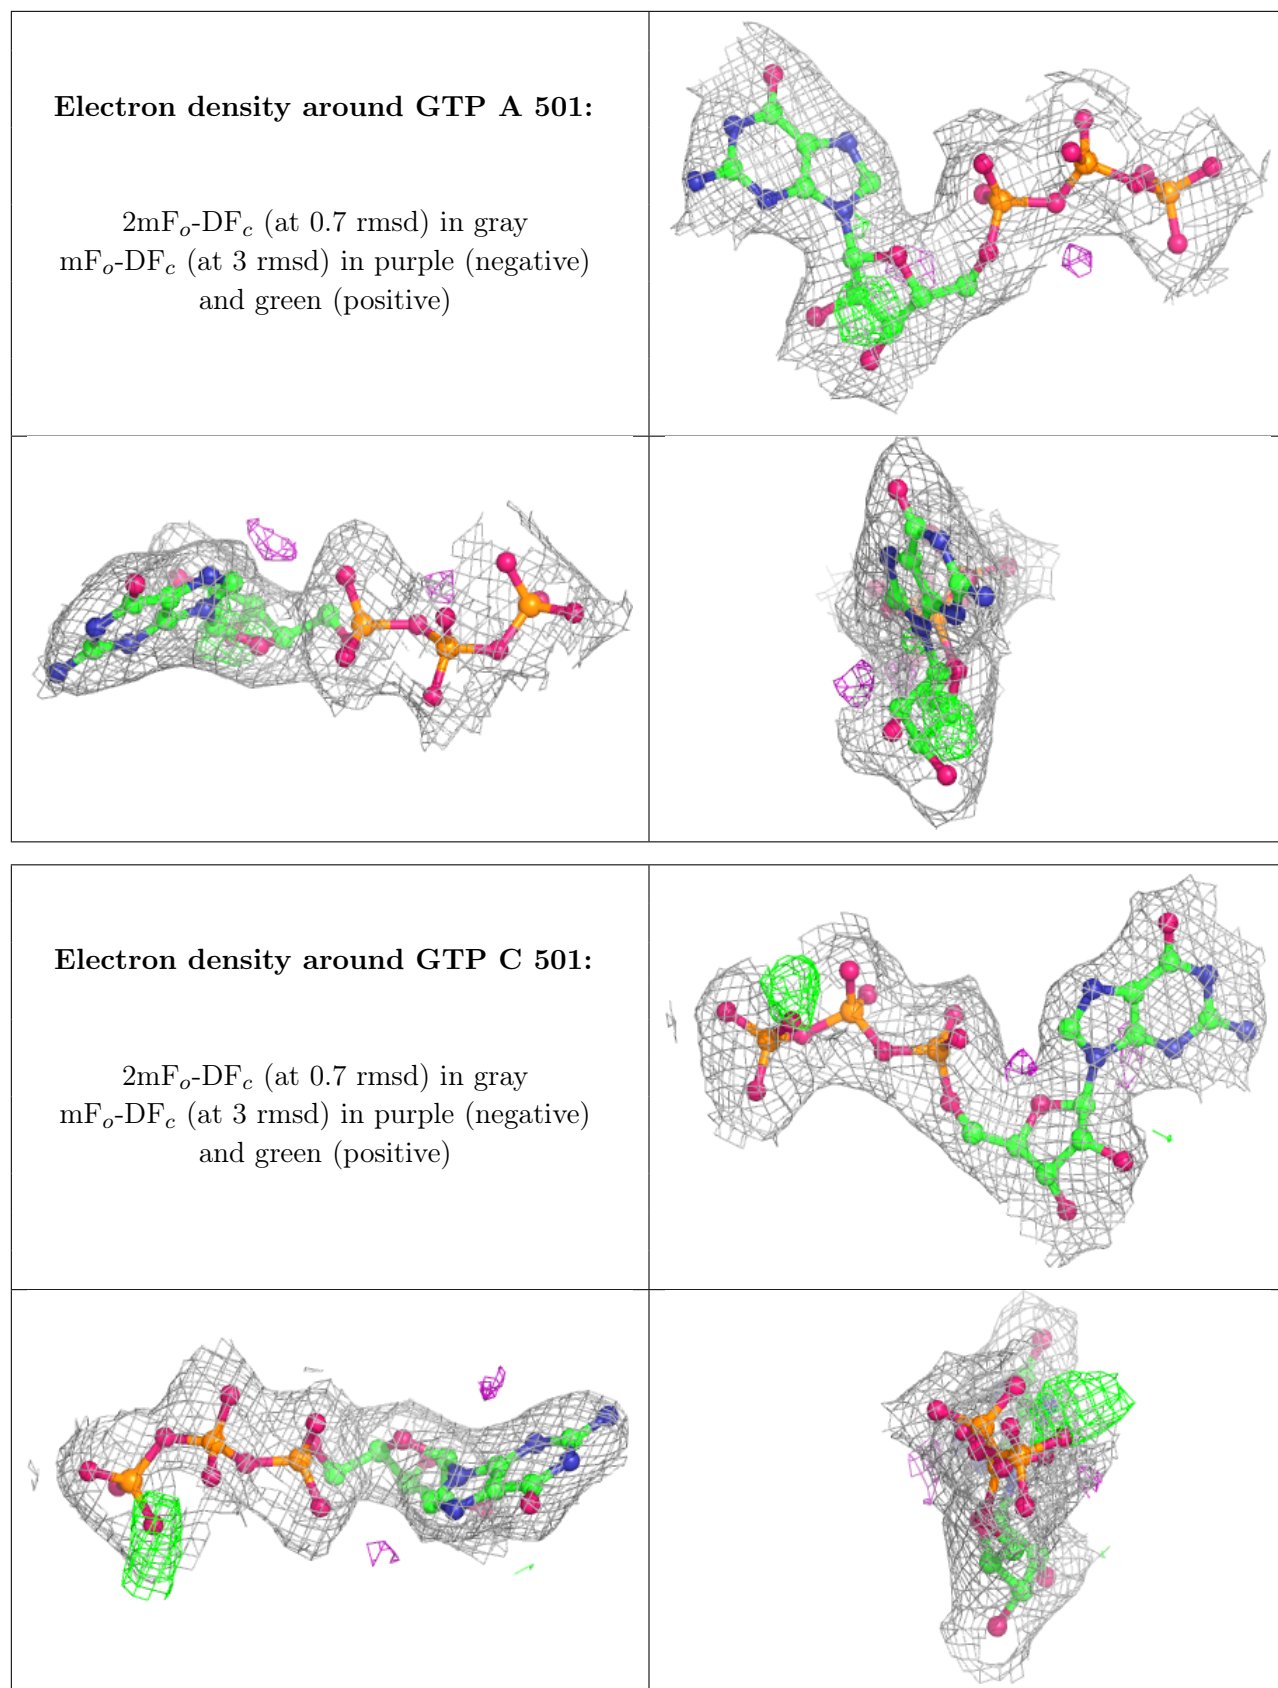 Electron density around GTP A 501:
2mFo-DFc (at 0.7 rmsd) in gray
mFo-DFc (at 3 rmsd) in purple (negative)
and green (positive)
Electron density around GTP C 501:
2mFo-DFc (at 0.7 rmsd) in gray
mFo-DFc (at 3 rmsd) in purple (negative)
and green (positive)